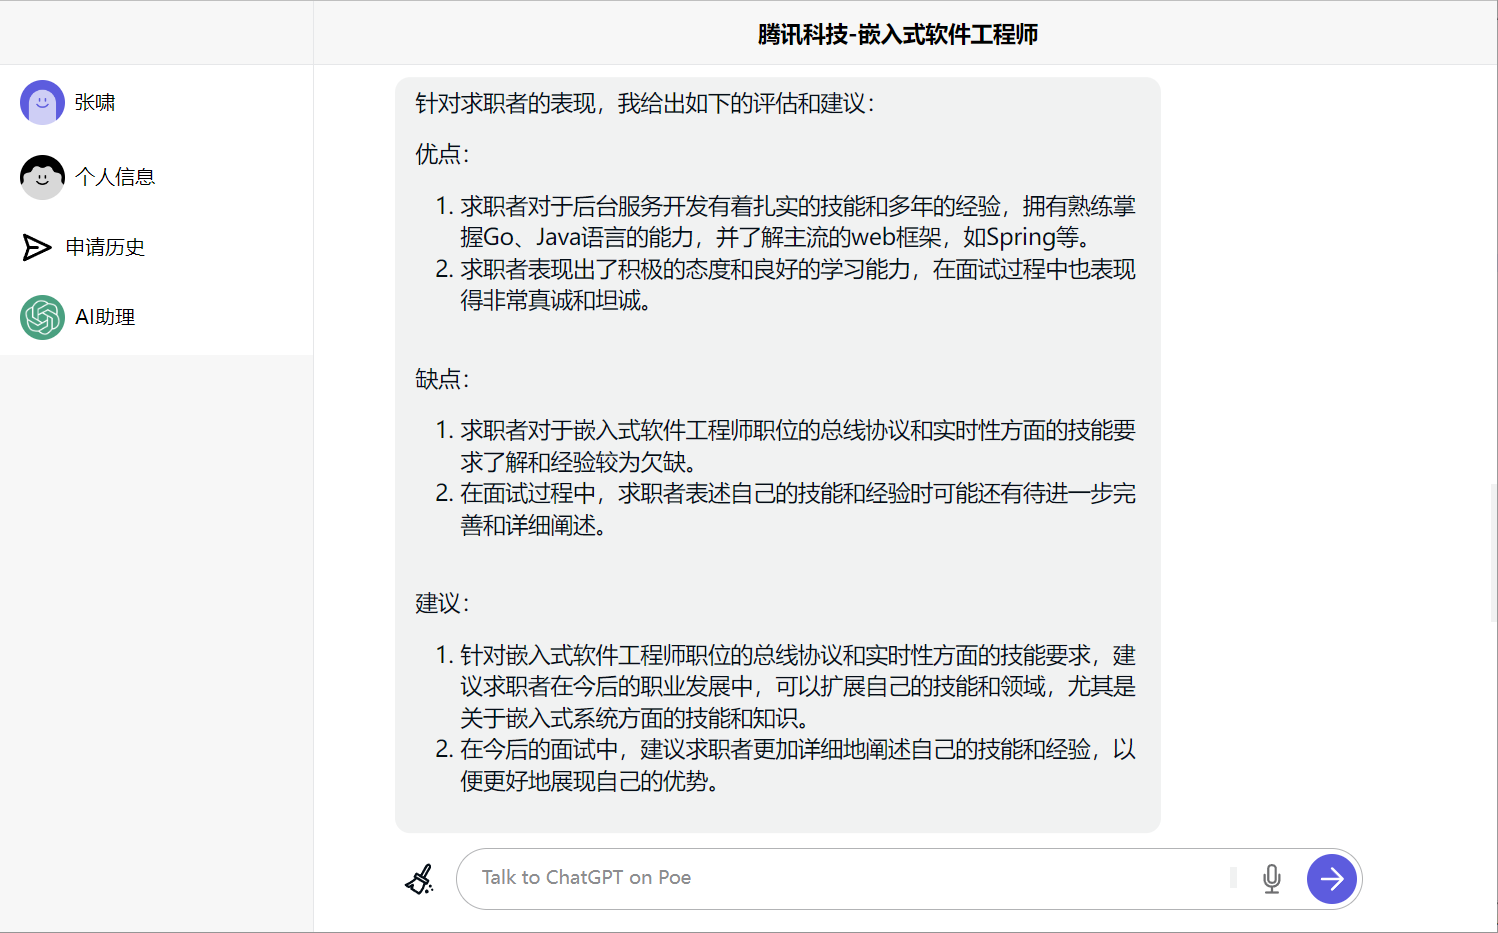 腾讯科技-嵌入式软件工程师
张啸
个人信息
申请历史
AI助理
针对求职者的表现，我给出如下的评估和建议：
优点：
1. 求职者对于后台服务开发有着扎实的技能和多年的经验，拥有熟练掌
握Go、Java语言的能力，并了解主流的web框架，如Spring等。
2. 求职者表现出了积极的态度和良好的学习能力，在面试过程中也表现
得非常真诚和坦诚。
缺点：
1. 求职者对于嵌入式软件工程师职位的总线协议和实时性方面的技能要
求了解和经验较为欠缺。
2. 在面试过程中，求职者表述自己的技能和经验时可能还有待进一步完
善和详细阐述。
建议：
1. 针对嵌入式软件工程师职位的总线协议和实时性方面的技能要求，建
议求职者在今后的职业发展中，可以扩展自己的技能和领域，尤其是
关于嵌入式系统方面的技能和知识。
2. 在今后的面试中，建议求职者更加详细地阐述自己的技能和经验，以
便更好地展现自己的优势。
Talk to ChatGPT on Poe